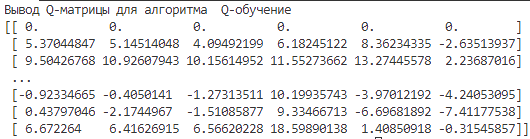 Вывод Q-матрицы для алгоритма  Q-обучение
[[ 0.          0.          0.          0.          0.          0.        ]
 [ 5.37044847  5.14514048  4.09492199  6.18245122  8.36234335 -2.63513937]
 [ 9.50426768 10.92607943 10.15614952 11.55273662 13.27445578  2.23687016]
 ...
 [-0.92334665 -0.4050141  -1.27313511 10.19935743 -3.97012192 -4.24053095]
 [ 0.43797046 -2.1744967  -1.51085877  9.33466713 -6.69681892 -7.41177538]
 [ 6.672264    6.41626915  6.56620228 18.59890138  1.40850918 -0.31545857]]